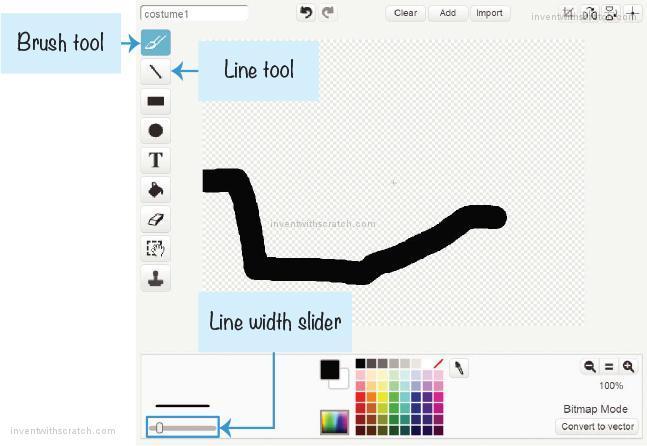 costume1
Clear
Add
Import
inventwithscratch.com
Brush tool
Line tool
T
inventwithscratch.com
Line width slider
100%
Bitmap Mode
Convert to vector
inventwithscratch.com